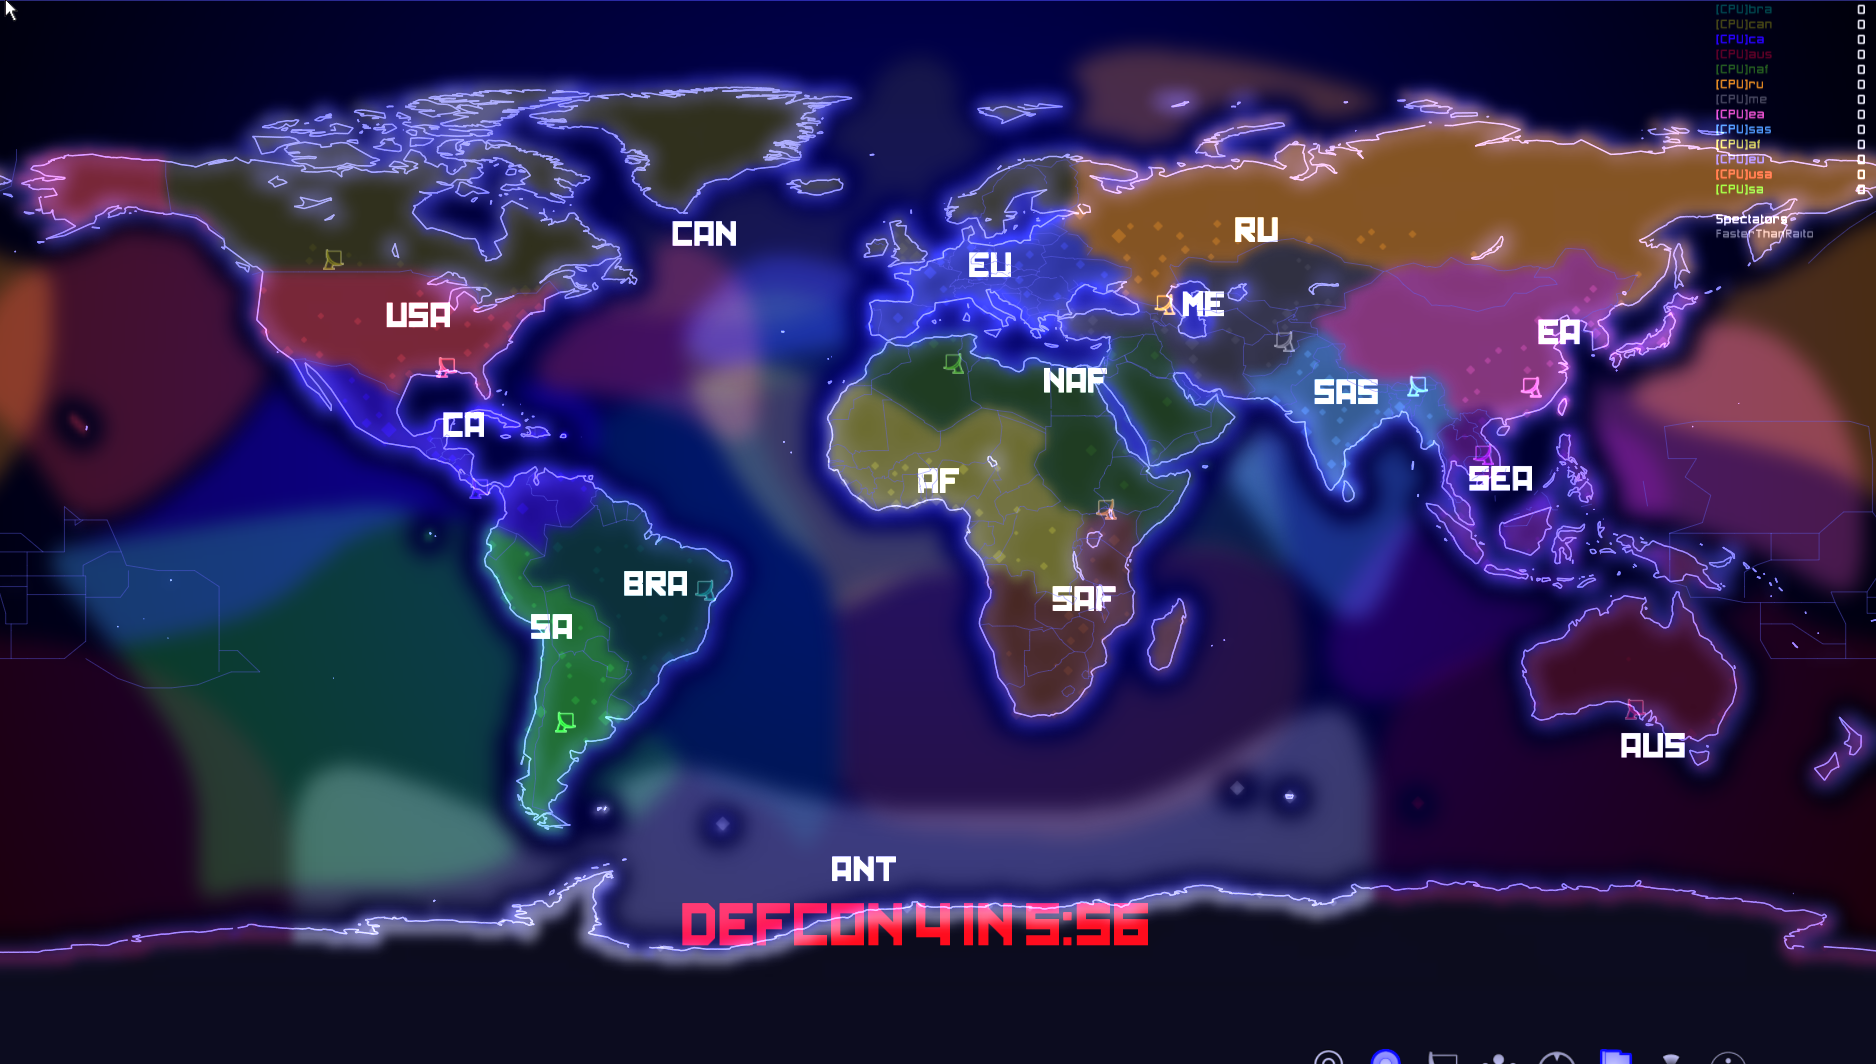 [CPU]bra 0
[CPU]can 0
[CPU]ca 0
[CPU]aus 0
[CPU]naf 0
[CPU]ru 0
[CPU]me 0
[CPU]ea 0
[CPU]sas 0
[CPU]af 0
[CPU]eu 0
[CPU]usa 0
[CPU]sa 0
Spectators
FasterThanRaito
CAN
RU
EU
ME
USA
EA
NAF
SAS
CA
AF
SEA
BRA
SAF
SA
AUS
ANT
DEFCON 4 IN 5:56